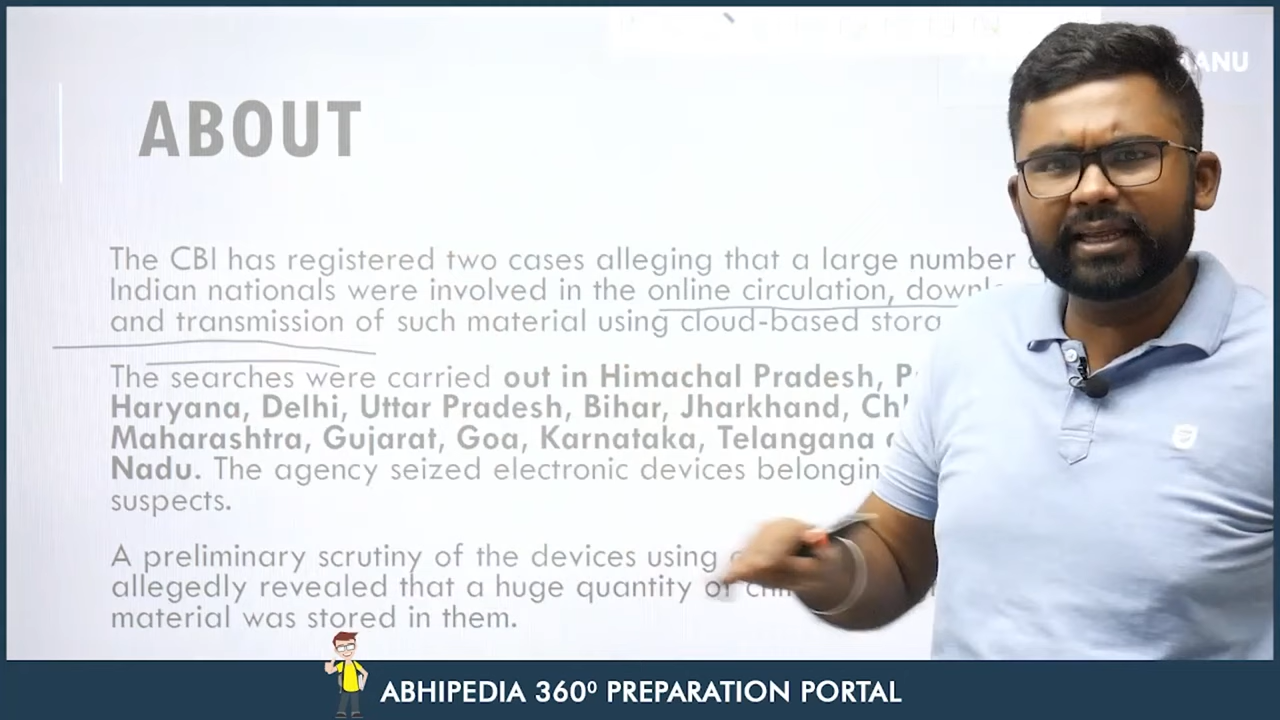 ANU
ABOUT
The CBI has registered two cases alleging that a large number
Indian nationals were involved in the online circulation,
and transmission of such material using cloud-based
The searches were carried out in Himachal Pradesh,
Haryana, Delhi, Uttar Pradesh, Bihar, Jharkhand,
Maharashtra, Gujarat, Goa, Karnataka, Telangana
Nadu. The agency seized electronic devices
suspects.
A preliminary scrutiny of the devices using
allegedly revealed that a huge quantity of
material was stored in them.
ABHIPEDIA 360⁰ PREPARATION PORTAL